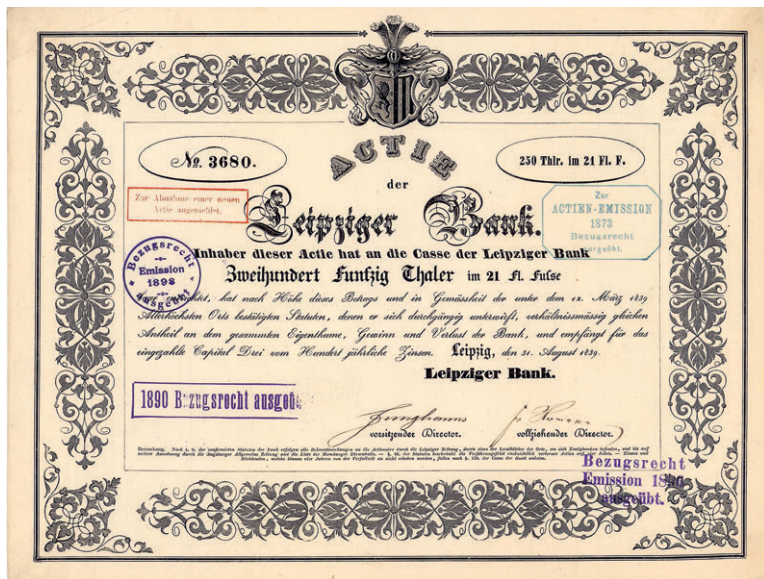 No. 3680.
ACTIE
250 Thlr. im 21 Fl. F.
der
Zur Abnahme einer neuen
Actie angemeldet.
Leipziger Bank.
Zur
ACTIEN-EMISSION
1873
Bezugsrecht
ausgeübt.
Inhaber dieser Actie hat an die Casse der Leipziger Bank
Bezugsrecht
Emission
1898
ausgeübt
Zweihundert Funfzig Thaler im 21 Fl. Fufse
hat nach Höhe dieses Betrags und in Gemässheit der unter dem 12. März 1839
Allerhöchsten Orts bestätigten Statuten, denen er sich durchgängig unterwirft, verhältnissmässig gleichen
Antheil an dem gesammten Eigenthume, Gewinn und Verlust der Bank, und empfängt für das
eingezahlte Capital Drei vom Hundert jährliche Zinsen. Leipzig, den 31. August 1839.
Leipziger Bank.
1890 Bezugsrecht ausgeübt
vorsitzender Director.
vollziehender Director.
Bezugsrecht
Emission
ausgeübt.